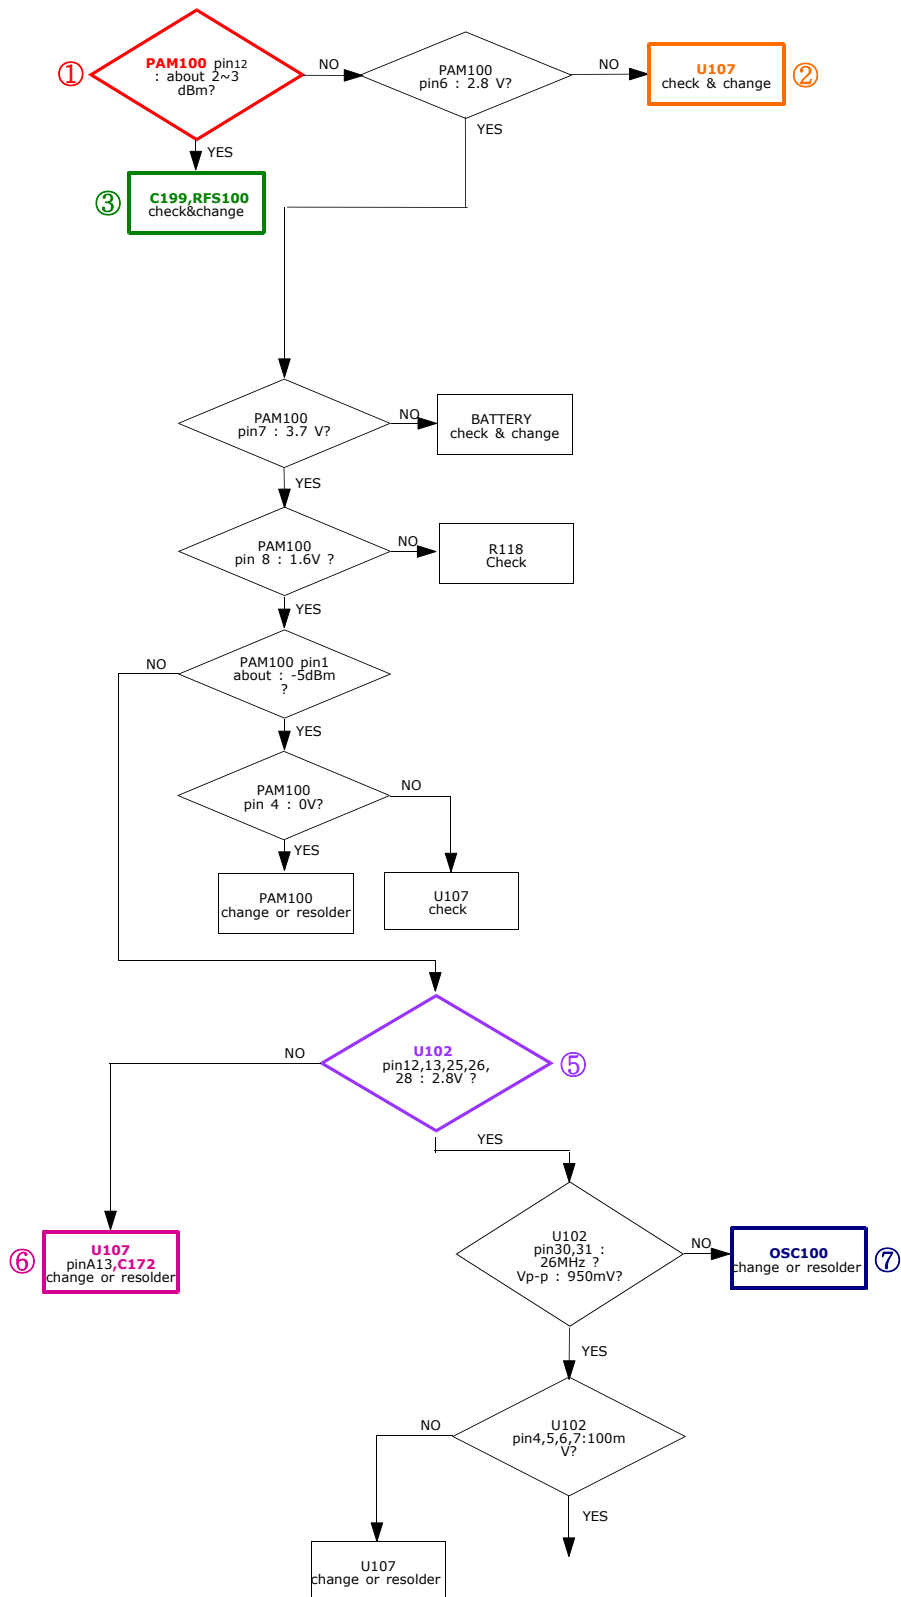 ①
PAM100 pin12
: about 2~3
dBm?
NO
PAM100
pin6 : 2.8 V?
NO
U107
check & change
②
YES
YES
③
C199,RFS100
check&change
PAM100
pin7 : 3.7 V?
NO
BATTERY
check & change
YES
PAM100
pin 8 : 1.6V ?
NO
R118
Check
YES
NO
PAM100 pin1
about : -5dBm
?
YES
PAM100
pin 4 : 0V?
NO
YES
PAM100
change or resolder
U107
check
NO
U102
pin12,13,25,26,
28 : 2.8V ?
⑤
YES
⑥
U107
pinA13,C172
change or resolder
U102
pin30,31 :
26MHz ?
Vp-p : 950mV?
NO
OSC100
change or resolder
⑦
YES
NO
U102
pin4,5,6,7:100m
V?
YES
U107
change or resolder